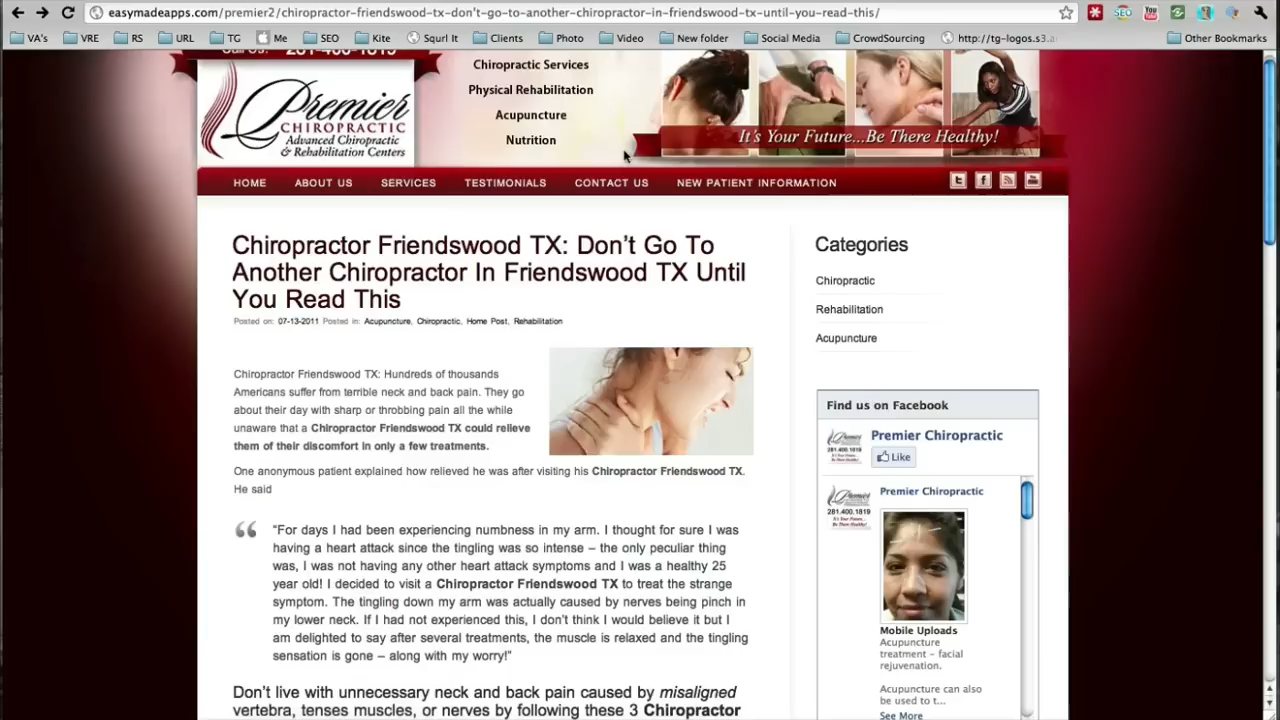 easymadeapps.com/premier2/chiropractor-friendswood-tx-don't-go-to-another-chiropractor-in-friendswood-tx-until-you-read-this/
VA's VRE RS URL TG Me SEO Kite Squrl It Clients Photo Video New folder Social Media CrowdSourcing http://tg-logos.s3.a Other Bookmarks
281-400-1819
Premier
CHIROPRACTIC
Advanced Chiropractic
& Rehabilitation Centers
Chiropractic Services
Physical Rehabilitation
Acupuncture
Nutrition
It's Your Future...Be There Healthy!
HOME ABOUT US SERVICES TESTIMONIALS CONTACT US NEW PATIENT INFORMATION
Chiropractor Friendswood TX: Don't Go To
Another Chiropractor In Friendswood TX Until
You Read This
Posted on: 07-13-2011 Posted in: Acupuncture, Chiropractic, Home Post, Rehabilitation
Chiropractor Friendswood TX: Hundreds of thousands
Americans suffer from terrible neck and back pain. They go
about their day with sharp or throbbing pain all the while
unaware that a Chiropractor Friendswood TX could relieve
them of their discomfort in only a few treatments.
One anonymous patient explained how relieved he was after visiting his Chiropractor Friendswood TX.
He said
“For days I had been experiencing numbness in my arm. I thought for sure I was
having a heart attack since the tingling was so intense – the only peculiar thing
was, I was not having any other heart attack symptoms and I was a healthy 25
year old! I decided to visit a Chiropractor Friendswood TX to treat the strange
symptom. The tingling down my arm was actually caused by nerves being pinch in
my lower neck. If I had not experienced this, I don't think I would believe it but I
am delighted to say after several treatments, the muscle is relaxed and the tingling
sensation is gone – along with my worry!”
Don't live with unnecessary neck and back pain caused by misaligned
vertebra, tenses muscles, or nerves by following these 3 Chiropractor
Categories
Chiropractic
Rehabilitation
Acupuncture
Find us on Facebook
Premier Chiropractic
Like
Premier Chiropractic
281.400.1819
Mobile Uploads
Acupuncture
treatment - facial
rejuvenation.
Acupuncture can also
be used to t...
See More